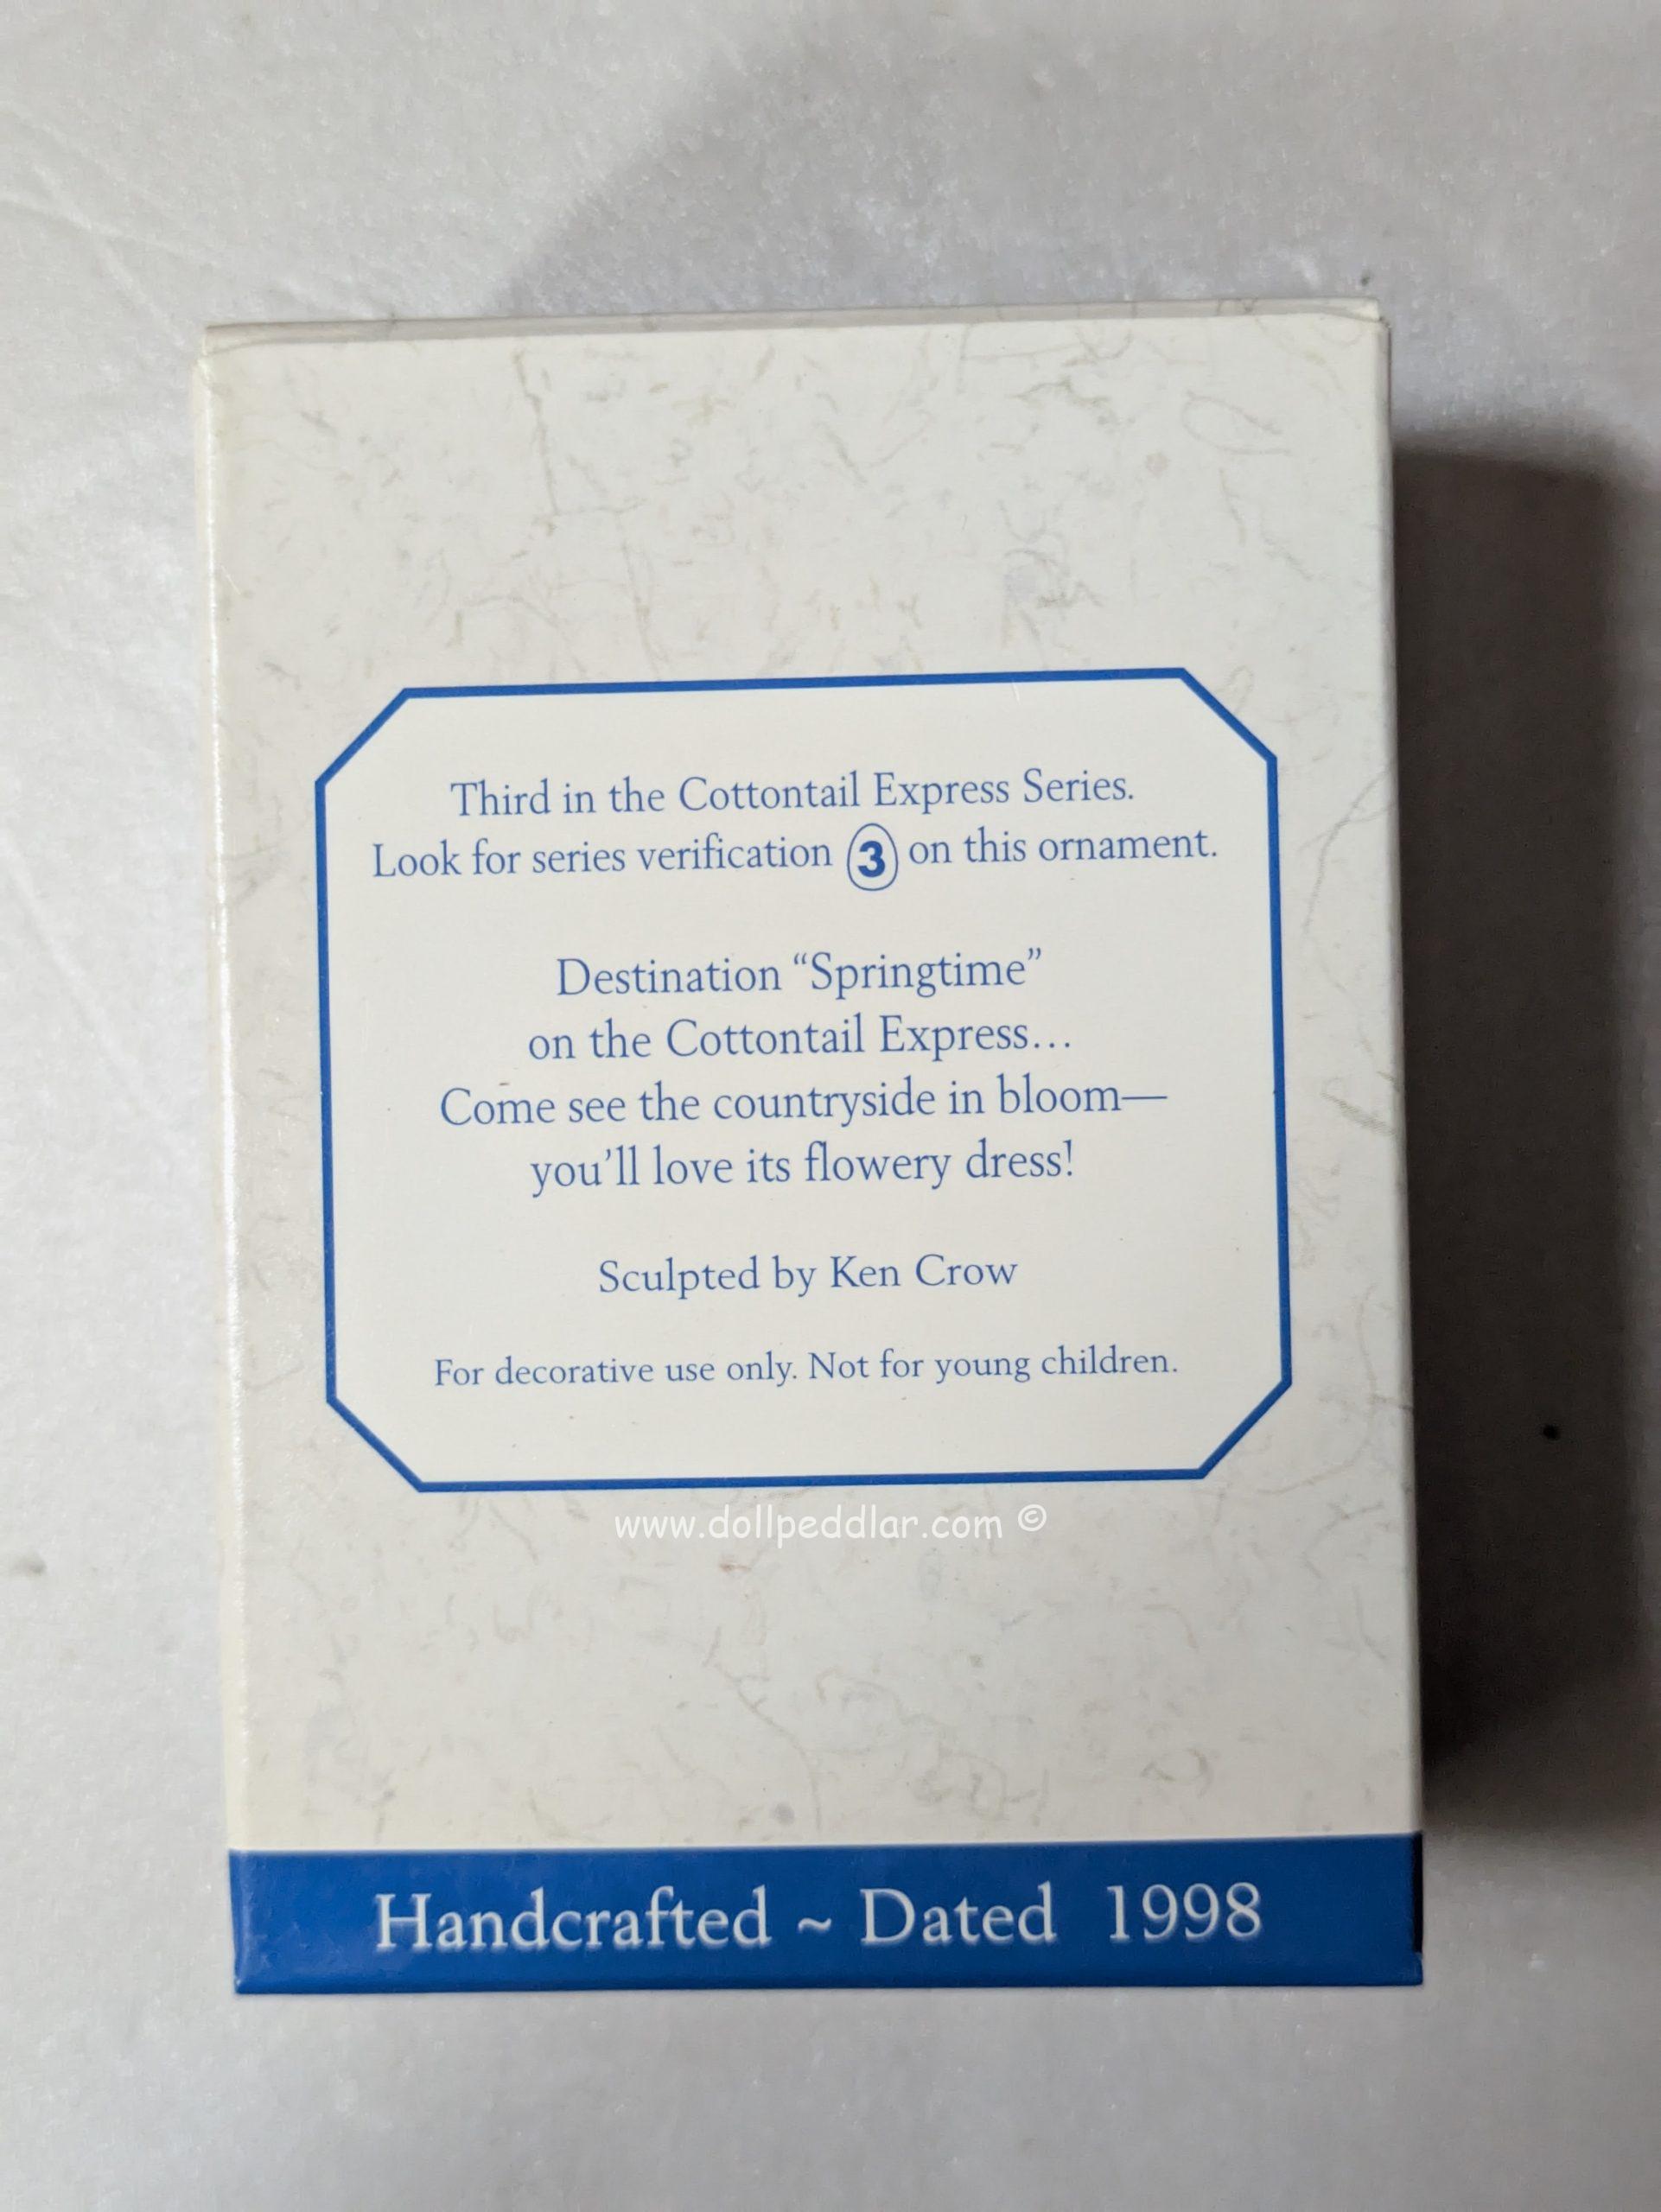 Third in the Cottontail Express Series.
Look for series verification 3 on this ornament.
Destination “Springtime”
on the Cottontail Express...
Come see the countryside in bloom—
you’ll love its flowery dress!
Sculpted by Ken Crow
For decorative use only. Not for young children.
www.dollpeddlar.com ©
Handcrafted ~ Dated 1998